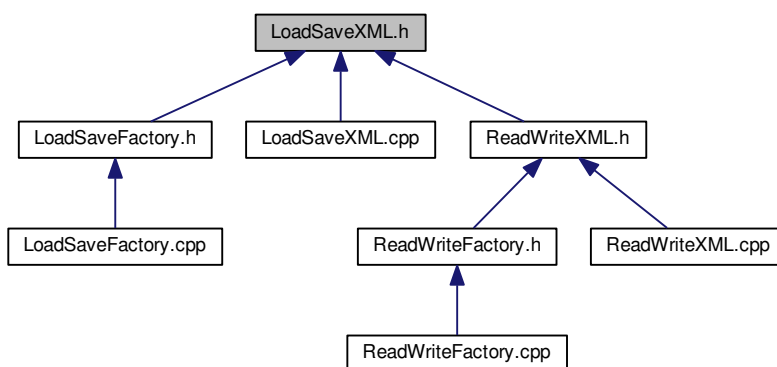 LoadSaveXML.h
LoadSaveFactory.h
LoadSaveXML.cpp
ReadWriteXML.h
LoadSaveFactory.cpp
ReadWriteFactory.h
ReadWriteXML.cpp
ReadWriteFactory.cpp